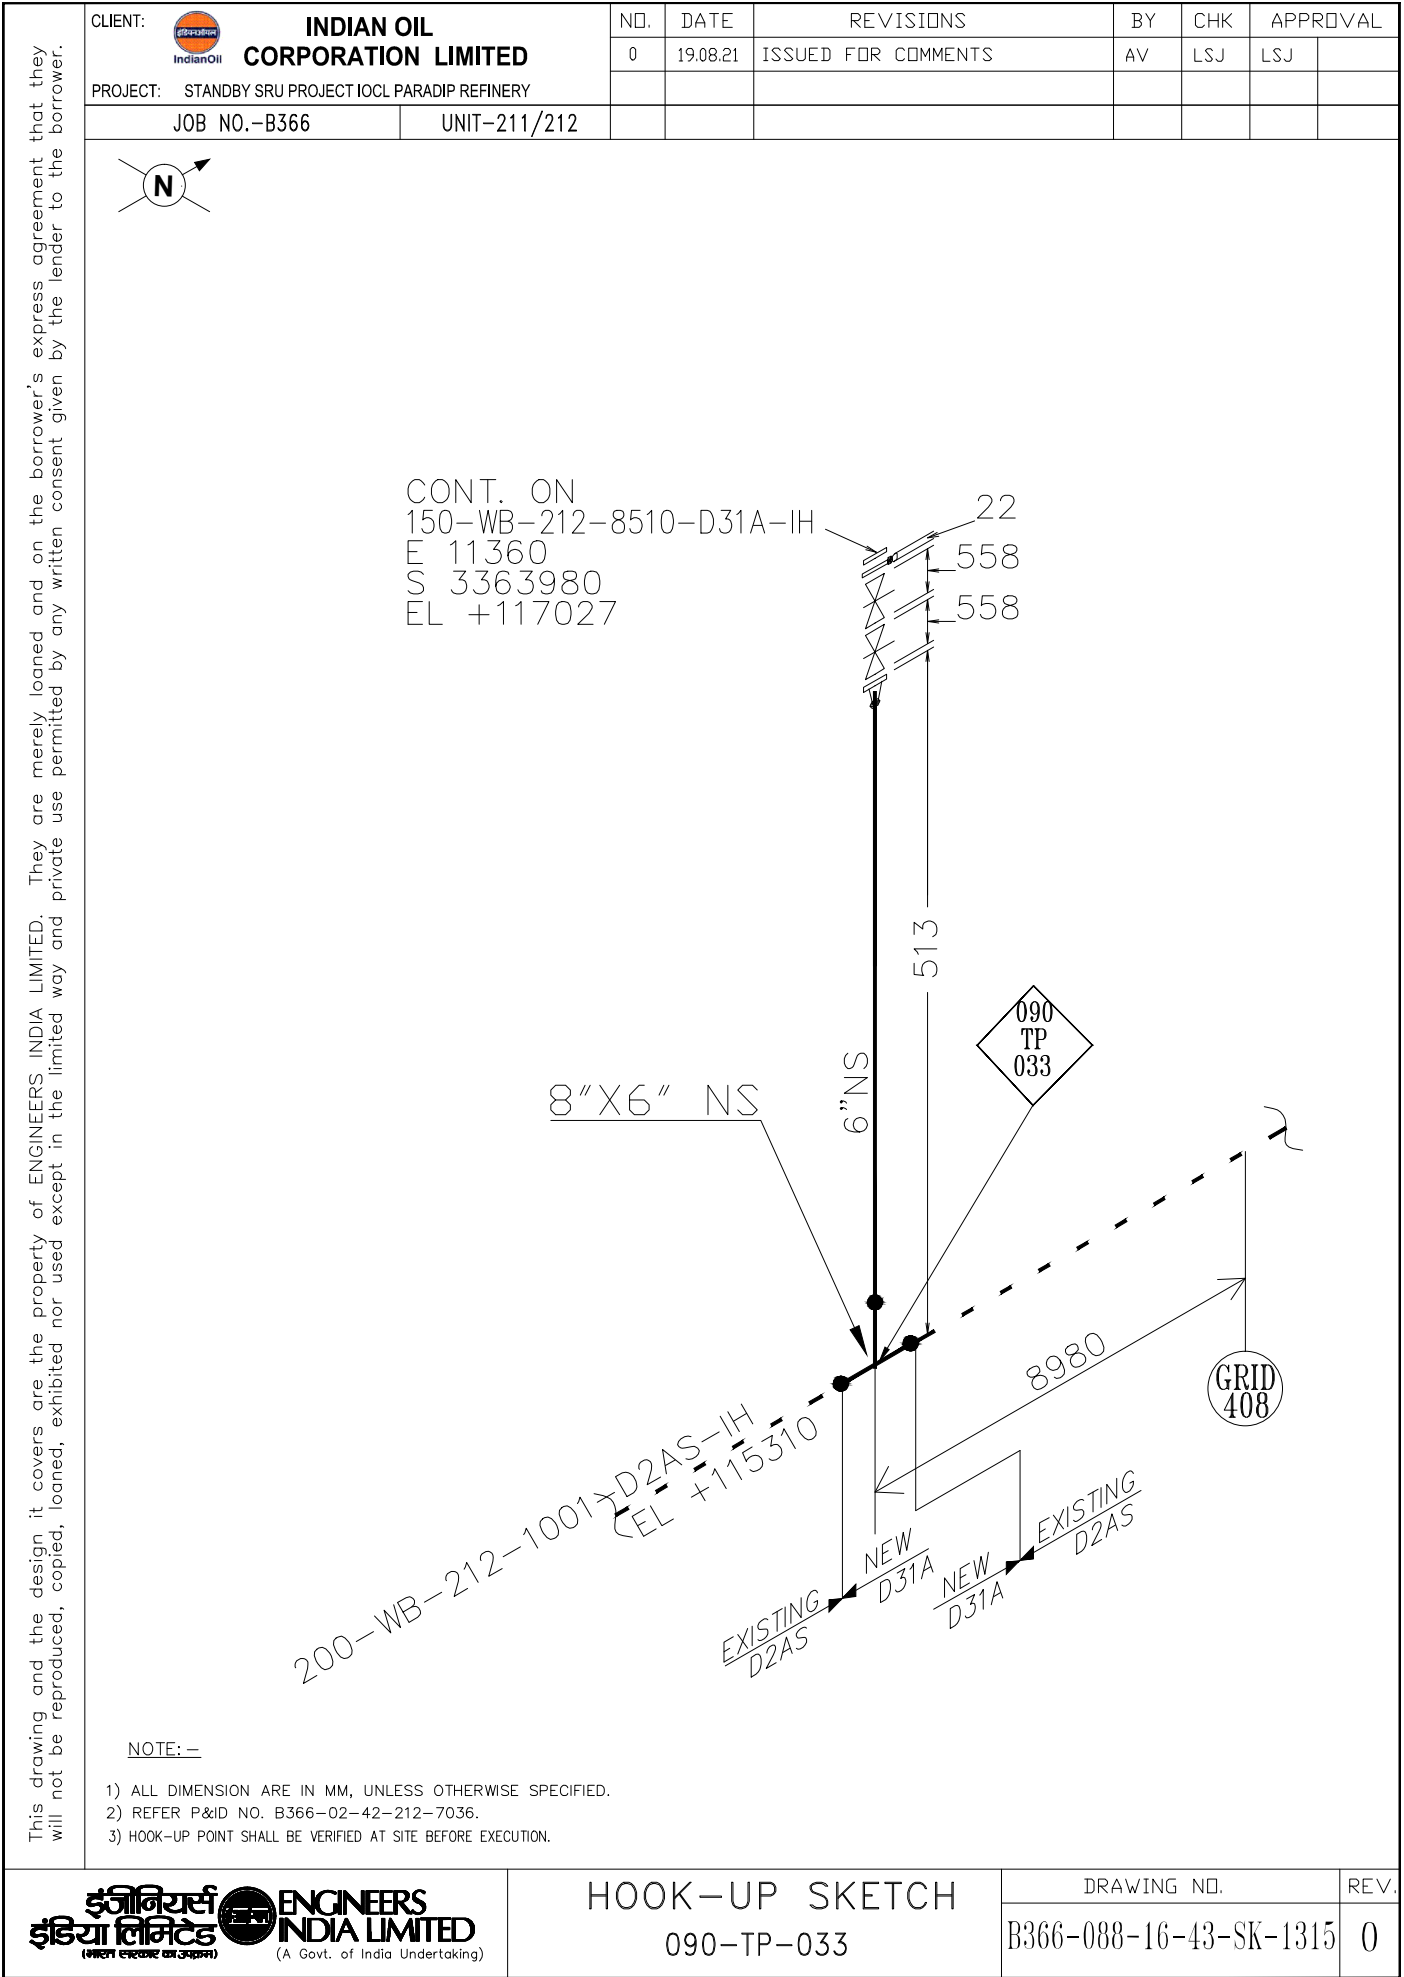 This drawing and the design it covers are the property of ENGINEERS INDIA LIMITED. They are merely loaned and on the borrower's express agreement that they
will not be reproduced, copied, loaned, exhibited nor used except in the limited way and private use permitted by any written consent given by the lender to the borrower.
CLIENT:
इंडियनऑयल
IndianOil
INDIAN OIL
CORPORATION LIMITED
PROJECT: STANDBY SRU PROJECT IOCL PARADIP REFINERY
JOB NO.-B366 UNIT-211/212
NO. DATE REVISIONS BY CHK APPROVAL
0 19.08.21 ISSUED FOR COMMENTS AV LSJ LSJ
N
CONT. ON
150-WB-212-8510-D31A-IH
E 11360
S 3363980
EL +117027
22
558
558
513
090
TP
033
6"NS
8"X6" NS
8980
GRID
408
200-WB-212-1001-D2AS-IH
EL +115310
EXISTING
D2AS
NEW
D31A
NEW
D31A
EXISTING
D2AS
NOTE:-
1) ALL DIMENSION ARE IN MM, UNLESS OTHERWISE SPECIFIED.
2) REFER P&ID NO. B366-02-42-212-7036.
3) HOOK-UP POINT SHALL BE VERIFIED AT SITE BEFORE EXECUTION.
इंजीनियर्स
इंडिया लिमिटेड
(भारत सरकार का उपक्रम)
ENGINEERS
INDIA LIMITED
(A Govt. of India Undertaking)
HOOK-UP SKETCH
090-TP-033
DRAWING NO. REV.
B366-088-16-43-SK-1315 0